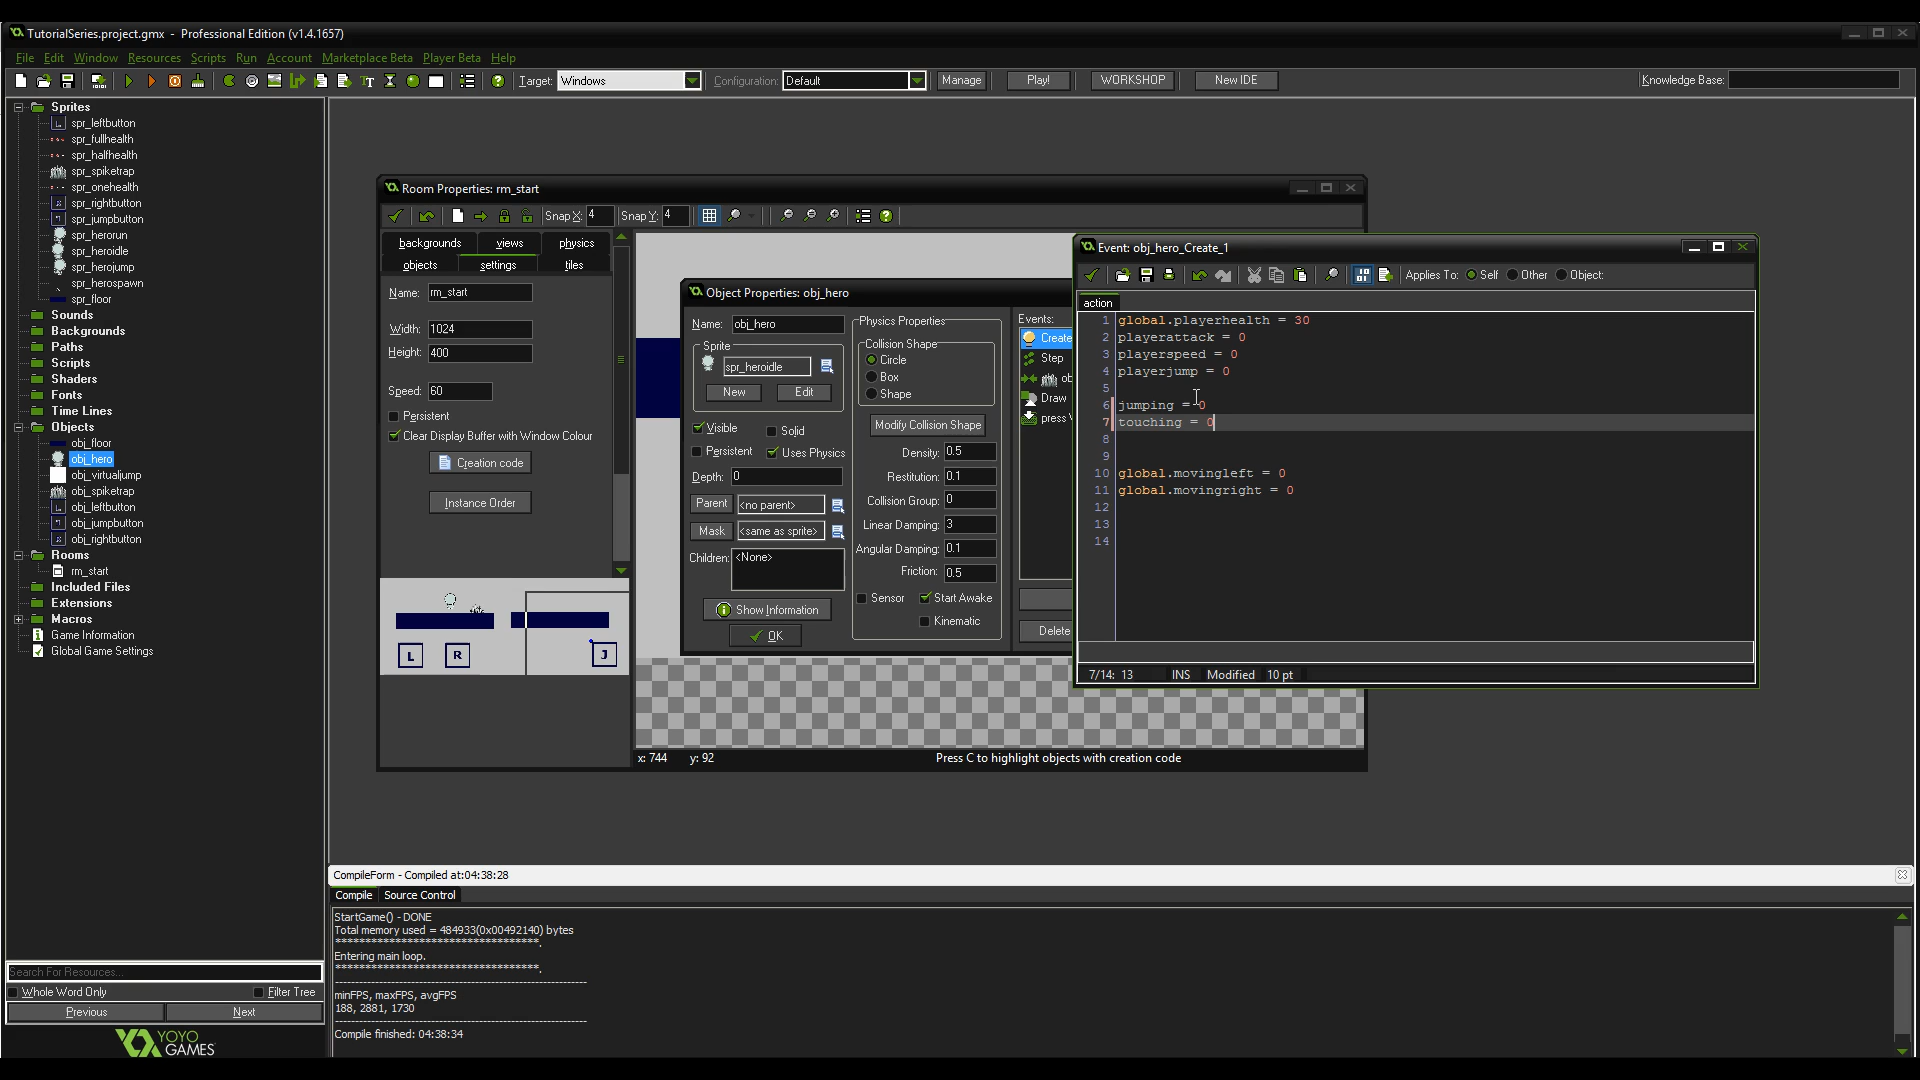 TutorialSeries.project.gmx - Professional Edition (v1.4.1657)
File Edit Window Resources Scripts Run Account Marketplace Beta Player Beta Help
Target: Windows Configuration: Default Manage Play! WORKSHOP New IDE Knowledge Base:
Sprites
spr_leftbutton
spr_fullhealth
spr_halfhealth
spr_spiketrap
spr_onehealth
spr_rightbutton
spr_jumpbutton
spr_herorun
spr_heroidle
spr_herojump
spr_herospawn
spr_floor
Sounds
Backgrounds
Paths
Scripts
Shaders
Fonts
Time Lines
Objects
obj_floor
obj_hero
obj_virtualjump
obj_spiketrap
obj_leftbutton
obj_jumpbutton
obj_rightbutton
Rooms
rm_start
Included Files
Extensions
Macros
Game Information
Global Game Settings
Search For Resources...
Whole Word Only Filter Tree
Previous Next
YOYO
GAMES
Room Properties: rm_start
Snap X: 4 Snap Y: 4
backgrounds views physics
objects settings tiles
Name: rm_start
Width: 1024
Height: 400
Speed: 60
Persistent
Clear Display Buffer with Window Colour
Creation code
Instance Order
L R J
x: 744 y: 92 Press C to highlight objects with creation code
Object Properties: obj_hero
Name: obj_hero
Sprite
spr_heroidle
New Edit
Visible Solid
Persistent Uses Physics
Depth: 0
Parent <no parent>
Mask <same as sprite>
Children: <None>
Show Information
OK
Physics Properties
Collision Shape
Circle
Box
Shape
Modify Collision Shape
Density: 0.5
Restitution: 0.1
Collision Group: 0
Linear Damping: 3
Angular Damping: 0.1
Friction: 0.5
Sensor Start Awake
Kinematic
Events:
Create
Step
ob
Draw
press
Delete
Event: obj_hero_Create_1
Applies To: Self Other Object:
action
1 global.playerhealth = 30
2 playerattack = 0
3 playerspeed = 0
4 playerjump = 0
5
6 jumping = 0
7 touching = 0
8
9
10 global.movingleft = 0
11 global.movingright = 0
12
13
14
7/14: 13 INS Modified 10 pt
CompileForm - Compiled at:04:38:28
Compile Source Control
StartGame() - DONE
Total memory used = 484933(0x00492140) bytes
**********************************.
Entering main loop.
**********************************.
minFPS, maxFPS, avgFPS
188, 2881, 1730
Compile finished: 04:38:34